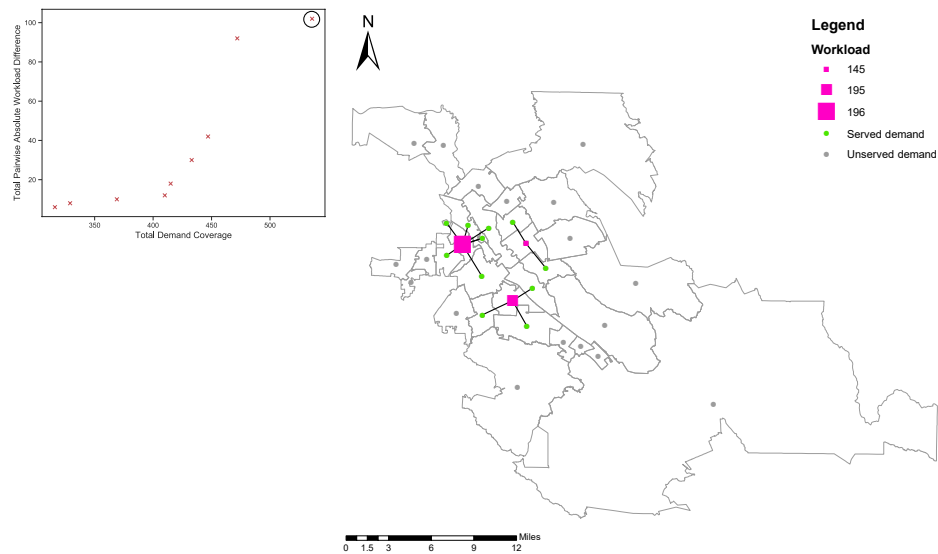 100
80
60
40
20
Total Pairwise Absolute Workload Difference
350
400
450
500
Total Demand Coverage
N
Legend
Workload
145
195
196
Served demand
Unserved demand
Miles
0 1.5 3 6 9 12